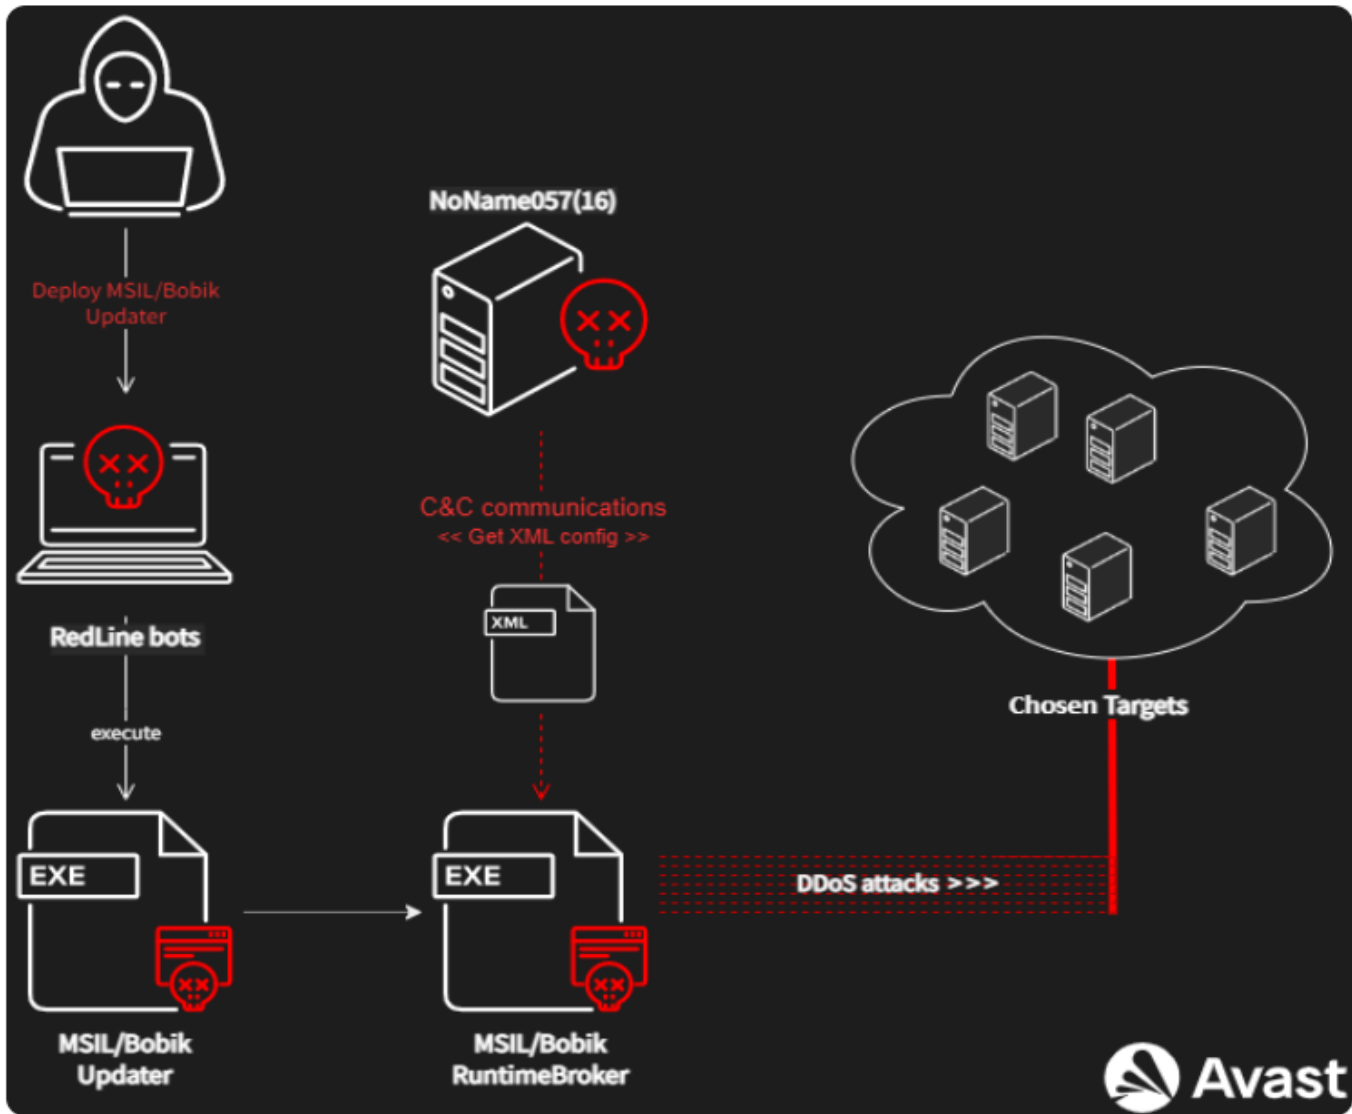 NoName057(16)
Deploy MSIL/Bobik
Updater
C&C communications
<< Get XML config >>
XML
RedLine bots
execute
Chosen Targets
EXE
EXE
DDoS attacks >>>
MSIL/Bobik
Updater
MSIL/Bobik
RuntimeBroker
Avast